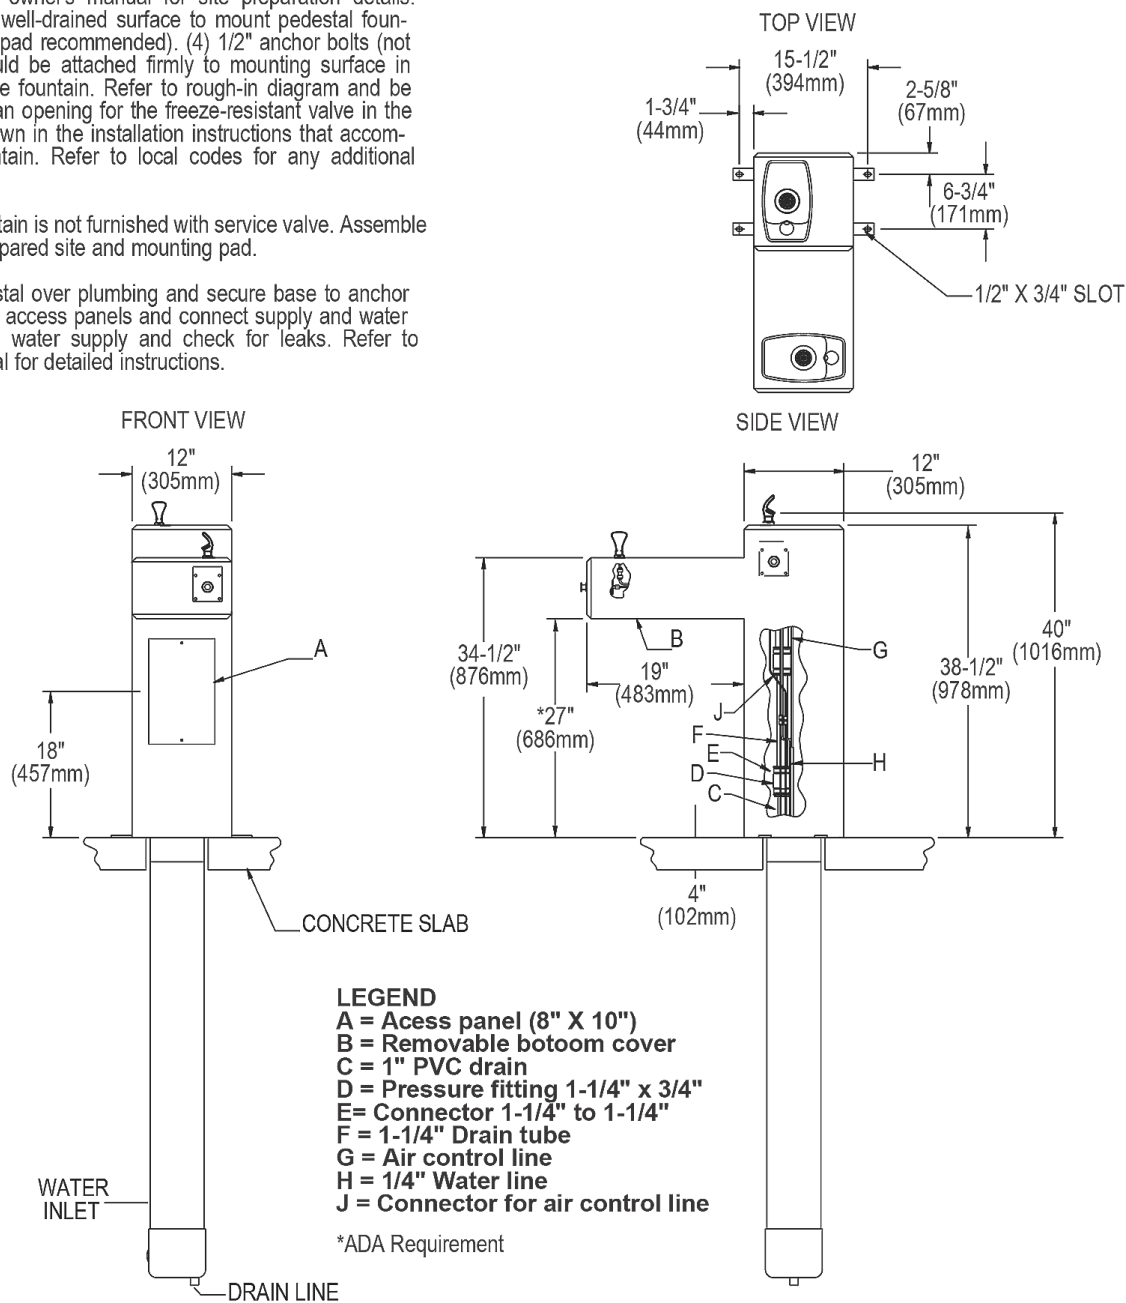 owner's manual for site preparation details.
well-drained surface to mount pedestal foun-
pad recommended). (4) 1/2" anchor bolts (not
uld be attached firmly to mounting surface in
e fountain. Refer to rough-in diagram and be
an opening for the freeze-resistant valve in the
wn in the installation instructions that accom-
ntain. Refer to local codes for any additional
tain is not furnished with service valve. Assemble
pared site and mounting pad.
stal over plumbing and secure base to anchor
access panels and connect supply and water
water supply and check for leaks. Refer to
al for detailed instructions.
TOP VIEW
15-1/2"
(394mm)
2-5/8"
(67mm)
1-3/4"
(44mm)
6-3/4"
(171mm)
1/2" X 3/4" SLOT
FRONT VIEW
12"
(305mm)
A
18"
(457mm)
CONCRETE SLAB
WATER
INLET
DRAIN LINE
SIDE VIEW
12"
(305mm)
34-1/2"
(876mm)
B
19"
(483mm)
*27"
(686mm)
G
J
F
E
D
C
H
40"
(1016mm)
38-1/2"
(978mm)
4"
(102mm)
LEGEND
A = Acess panel (8" X 10")
B = Removable botoom cover
C = 1" PVC drain
D = Pressure fitting 1-1/4" x 3/4"
E= Connector 1-1/4" to 1-1/4"
F = 1-1/4" Drain tube
G = Air control line
H = 1/4" Water line
J = Connector for air control line
*ADA Requirement